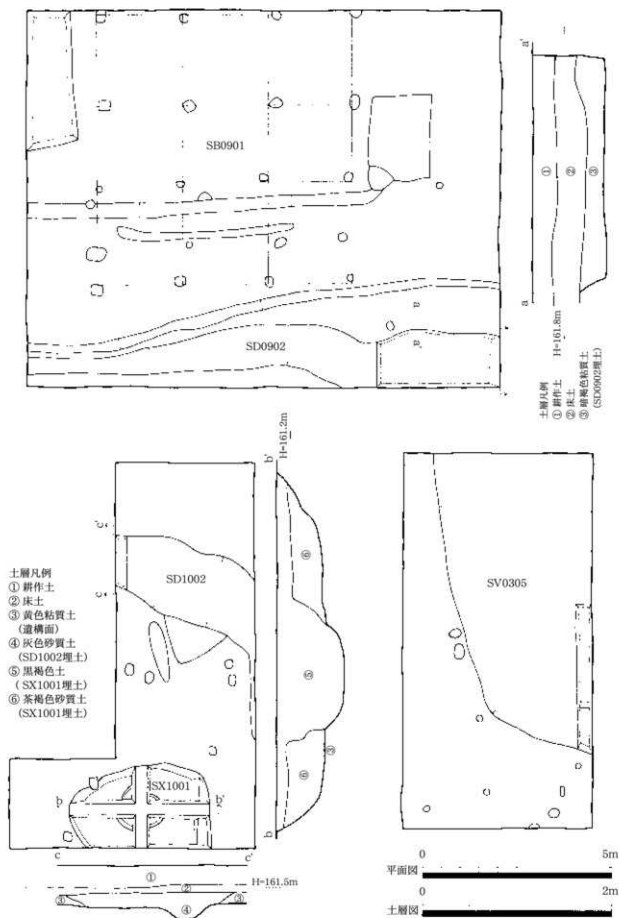 SB0901
SD0902
a
a'
a'
a
H=161.8m
土層凡例
① 耕作土
② 床土
③ 暗褐色粘質土
(SD0902埋土)
①
②
③
SD1002
c'
c
土層凡例
① 耕作土
② 床土
③ 黄色粘質土
(遺構面)
④ 灰色砂質土
(SD1002埋土)
⑤ 黒褐色土
(SX1001埋土)
⑥ 茶褐色砂質土
(SX1001埋土)
SX1001
b
b'
b'
H=161.2m
⑥
⑤
③
⑥
b
SV0305
c
c'
①
H=161.5m
②
③
③
④
0
5m
平面図
0
2m
土層図